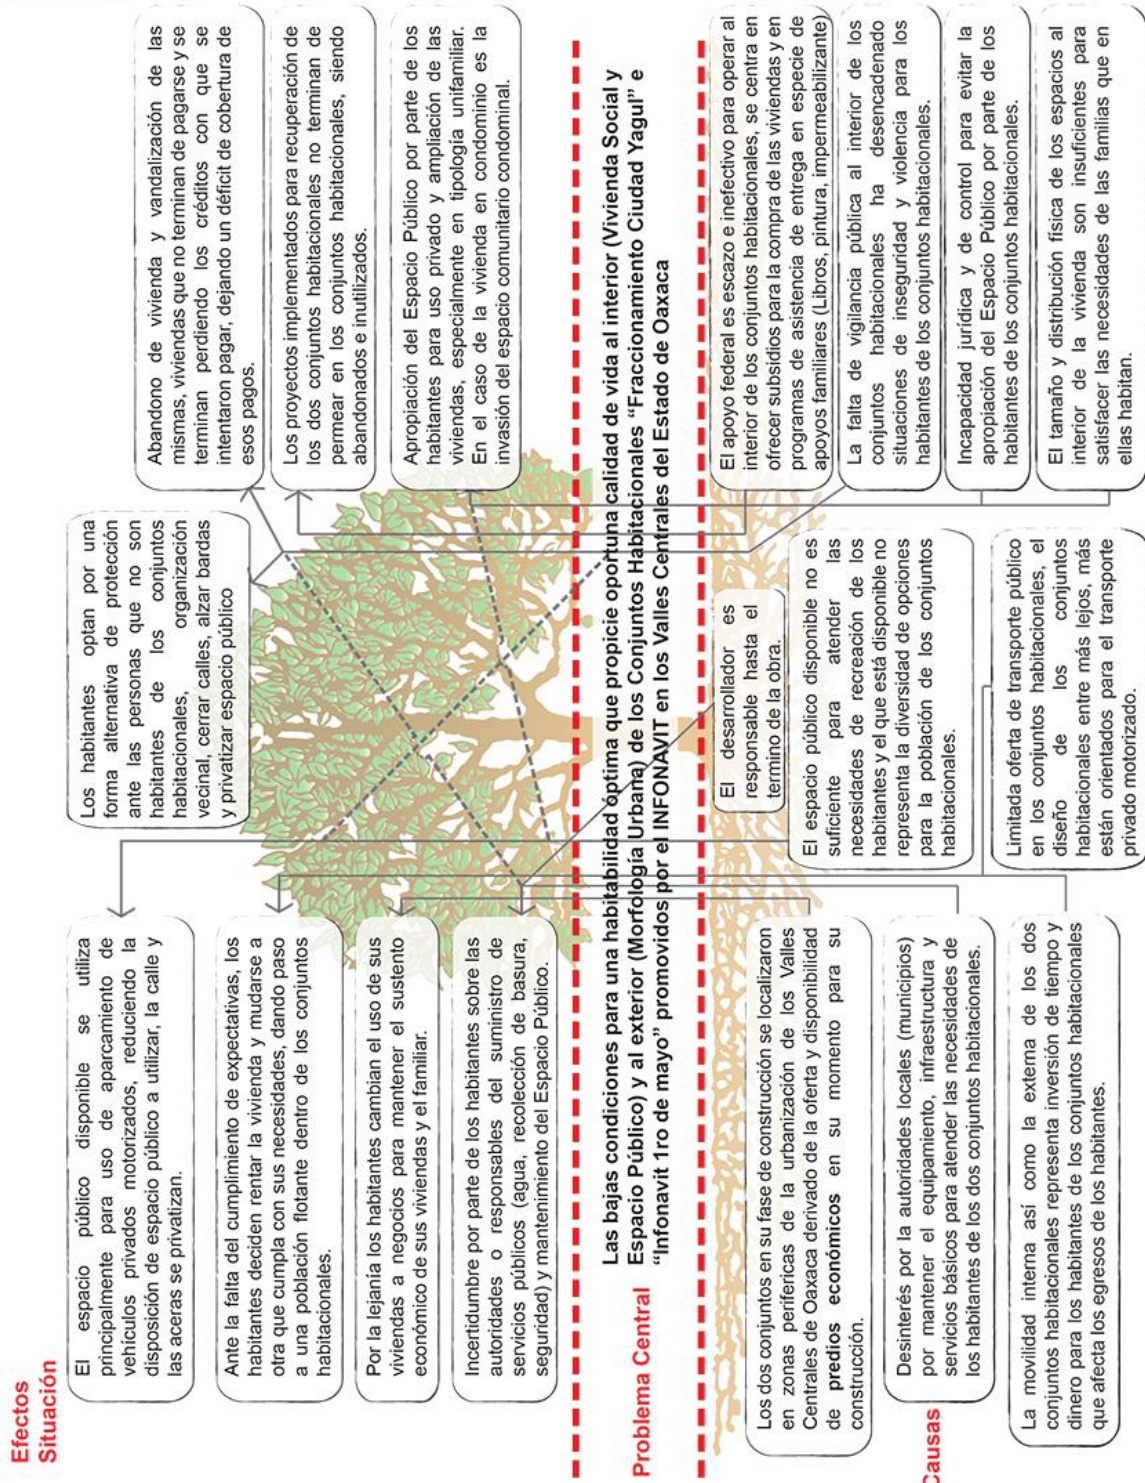 Efectos
Situación
El espacio público disponible se utiliza
principalmente para uso de aparcamiento de
vehículos privados motorizados, reduciendo la
disposición de espacio público a utilizar, la calle y
las aceras se privatizan.
Ante la falta del cumplimiento de expectativas, los
habitantes deciden rentar la vivienda y mudarse a
otra que cumpla con sus necesidades, dando paso
a una población flotante dentro de los conjuntos
habitacionales.
Por la lejanía los habitantes cambian el uso de sus
viviendas a negocios para mantener el sustento
económico de sus viviendas y el familiar.
Incertidumbre por parte de los habitantes sobre las
autoridades o responsables del suministro de
servicios públicos (agua, recolección de basura,
seguridad) y mantenimiento del Espacio Público.
Los habitantes optan por una
forma alternativa de protección
ante las personas que no son
habitantes de los conjuntos
habitacionales, organización
vecinal, cerrar calles, alzar bardas
y privatizar espacio público
Abandono de vivienda y vandalización de las
mismas, viviendas que no terminan de pagarse y se
terminan perdiendo los créditos con que se
intentaron pagar, dejando un déficit de cobertura de
esos pagos.
Los proyectos implementados para recuperación de
los dos conjuntos habitacionales no terminan de
permear en los conjuntos habitacionales, siendo
abandonados e inutilizados.
Apropiación del Espacio Público por parte de los
habitantes para uso privado y ampliación de las
viviendas, especialmente en tipología unifamiliar.
En el caso de la vivienda en condominio es la
invasión del espacio comunitario condominal.
Problema Central
Las bajas condiciones para una habitabilidad óptima que propicie oportuna calidad de vida al interior (Vivienda Social y
Espacio Público) y al exterior (Morfología Urbana) de los Conjuntos Habitacionales “Fraccionamiento Ciudad Yagul” e
“Infonavit 1ro de mayo” promovidos por el INFONAVIT en los Valles Centrales del Estado de Oaxaca
Causas
Los dos conjuntos en su fase de construcción se localizaron
en zonas perifericas de la urbanización de los Valles
Centrales de Oaxaca derivado de la oferta y disponibilidad
de predios económicos en su momento para su
construcción.
Desinterés por la autoridades locales (municipios)
por mantener el equipamiento, infraestructura y
servicios básicos para atender las necesidades de
los habitantes de los dos conjuntos habitacionales.
La movilidad interna así como la externa de los dos
conjuntos habitacionales representa inversión de tiempo y
dinero para los habitantes de los conjunto habitacionales
que afecta los egresos de los habitantes.
El desarrollador es
responsable hasta el
termino de la obra.
El espacio público disponible no es
suficiente para atender las
necesidades de recreación de los
habitantes y el que está disponible no
representa la diversidad de opciones
para la población de los conjuntos
habitacionales.
Limitada oferta de transporte público
en los conjuntos habitacionales, el
diseño de los conjuntos
habitacionales entre más lejos, más
están orientados para el transporte
privado motorizado.
El apoyo federal es escazo e inefectivo para operar al
interior de los conjuntos habitacionales, se centra en
ofrecer subsidios para la compra de las viviendas y en
programas de asistencia de entrega en especie de
apoyos familiares (Libros, pintura, impermeabilizante)
La falta de vigilancia pública al interior de los
conjuntos habitacionales ha desencadenado
situaciones de inseguridad y violencia para los
habitantes de los conjuntos habitacionales.
Incapacidad jurídica y de control para evitar la
apropiación del Espacio Público por parte de los
habitantes de los conjuntos habitacionales.
El tamaño y distribución física de los espacios al
interior de la vivienda son insuficientes para
satisfacer las necesidades de las familias que en
ellas habitan.